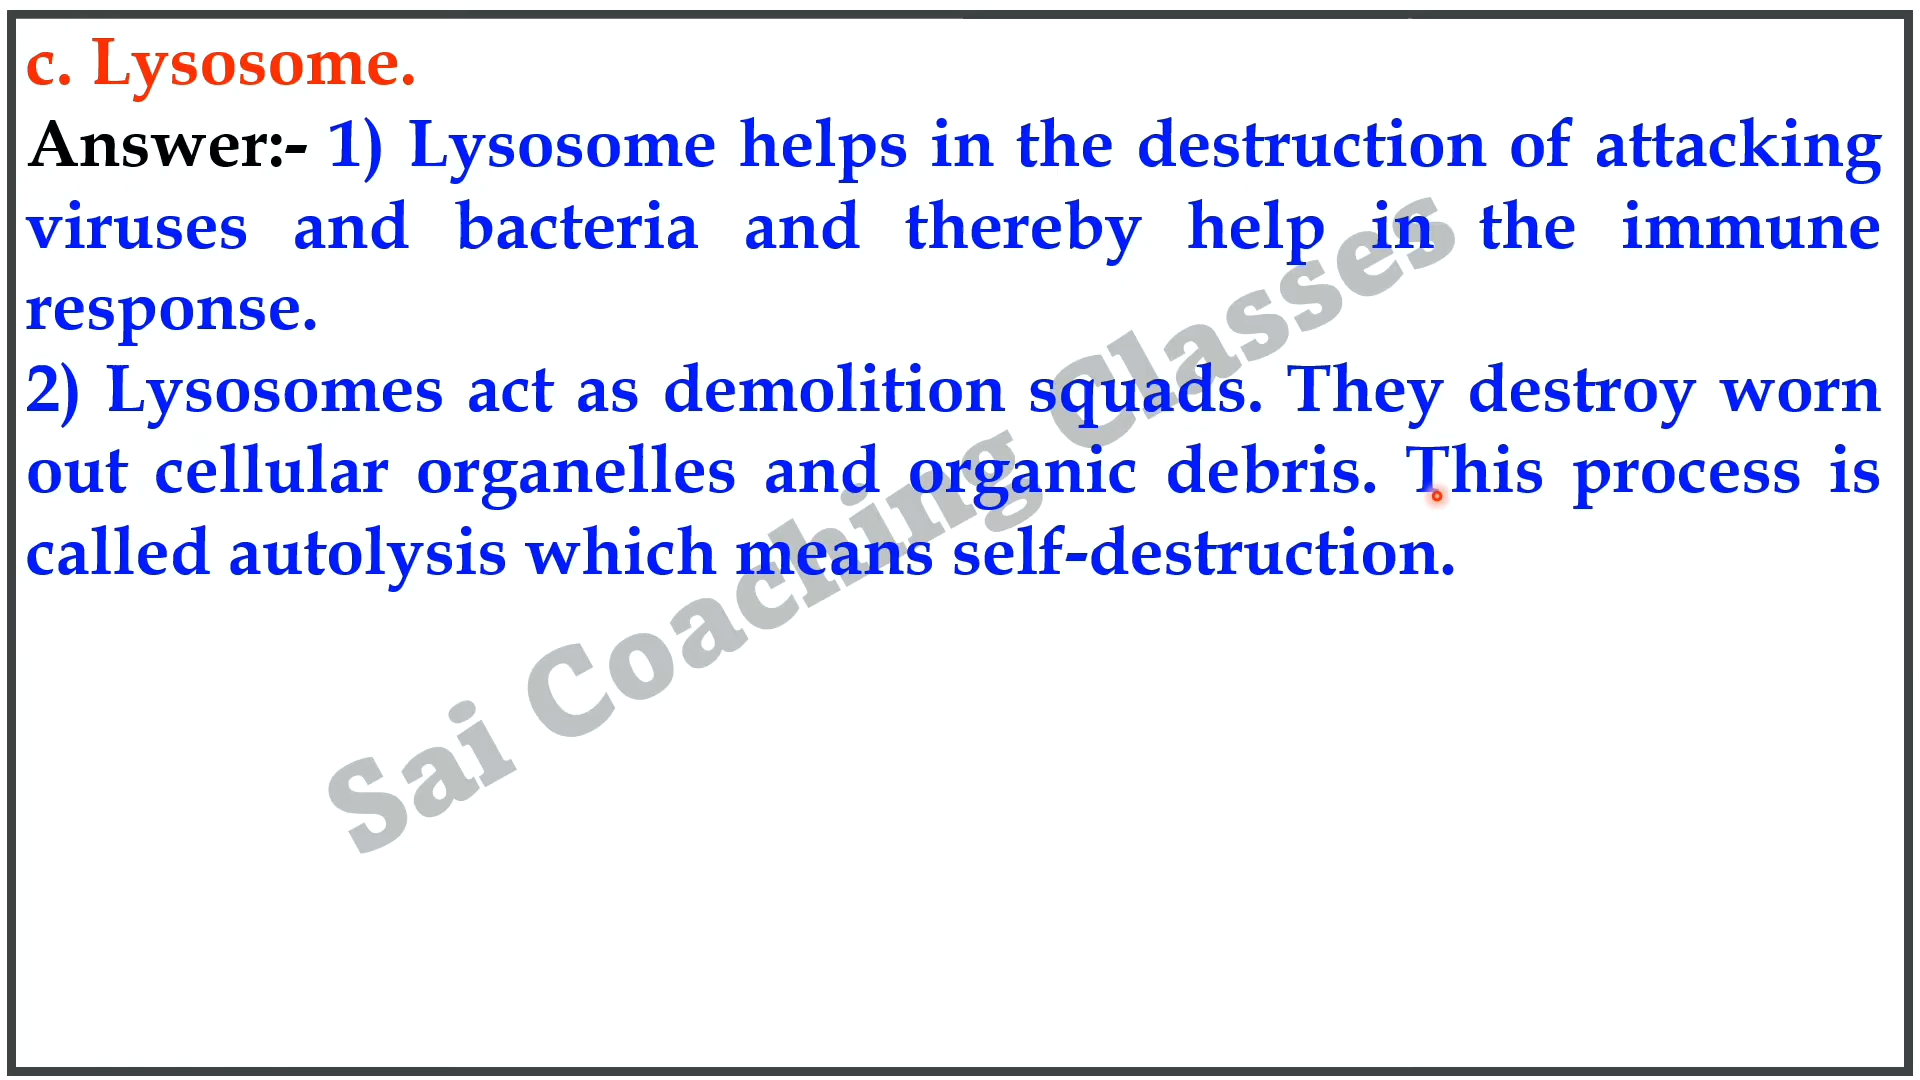 c. Lysosome.
Answer:- 1) Lysosome helps in the destruction of attacking
viruses and bacteria and thereby help in the immune
response.
2) Lysosomes act as demolition squads. They destroy worn
out cellular organelles and organic debris. This process is
called autolysis which means self-destruction.
Sai Coaching Classes